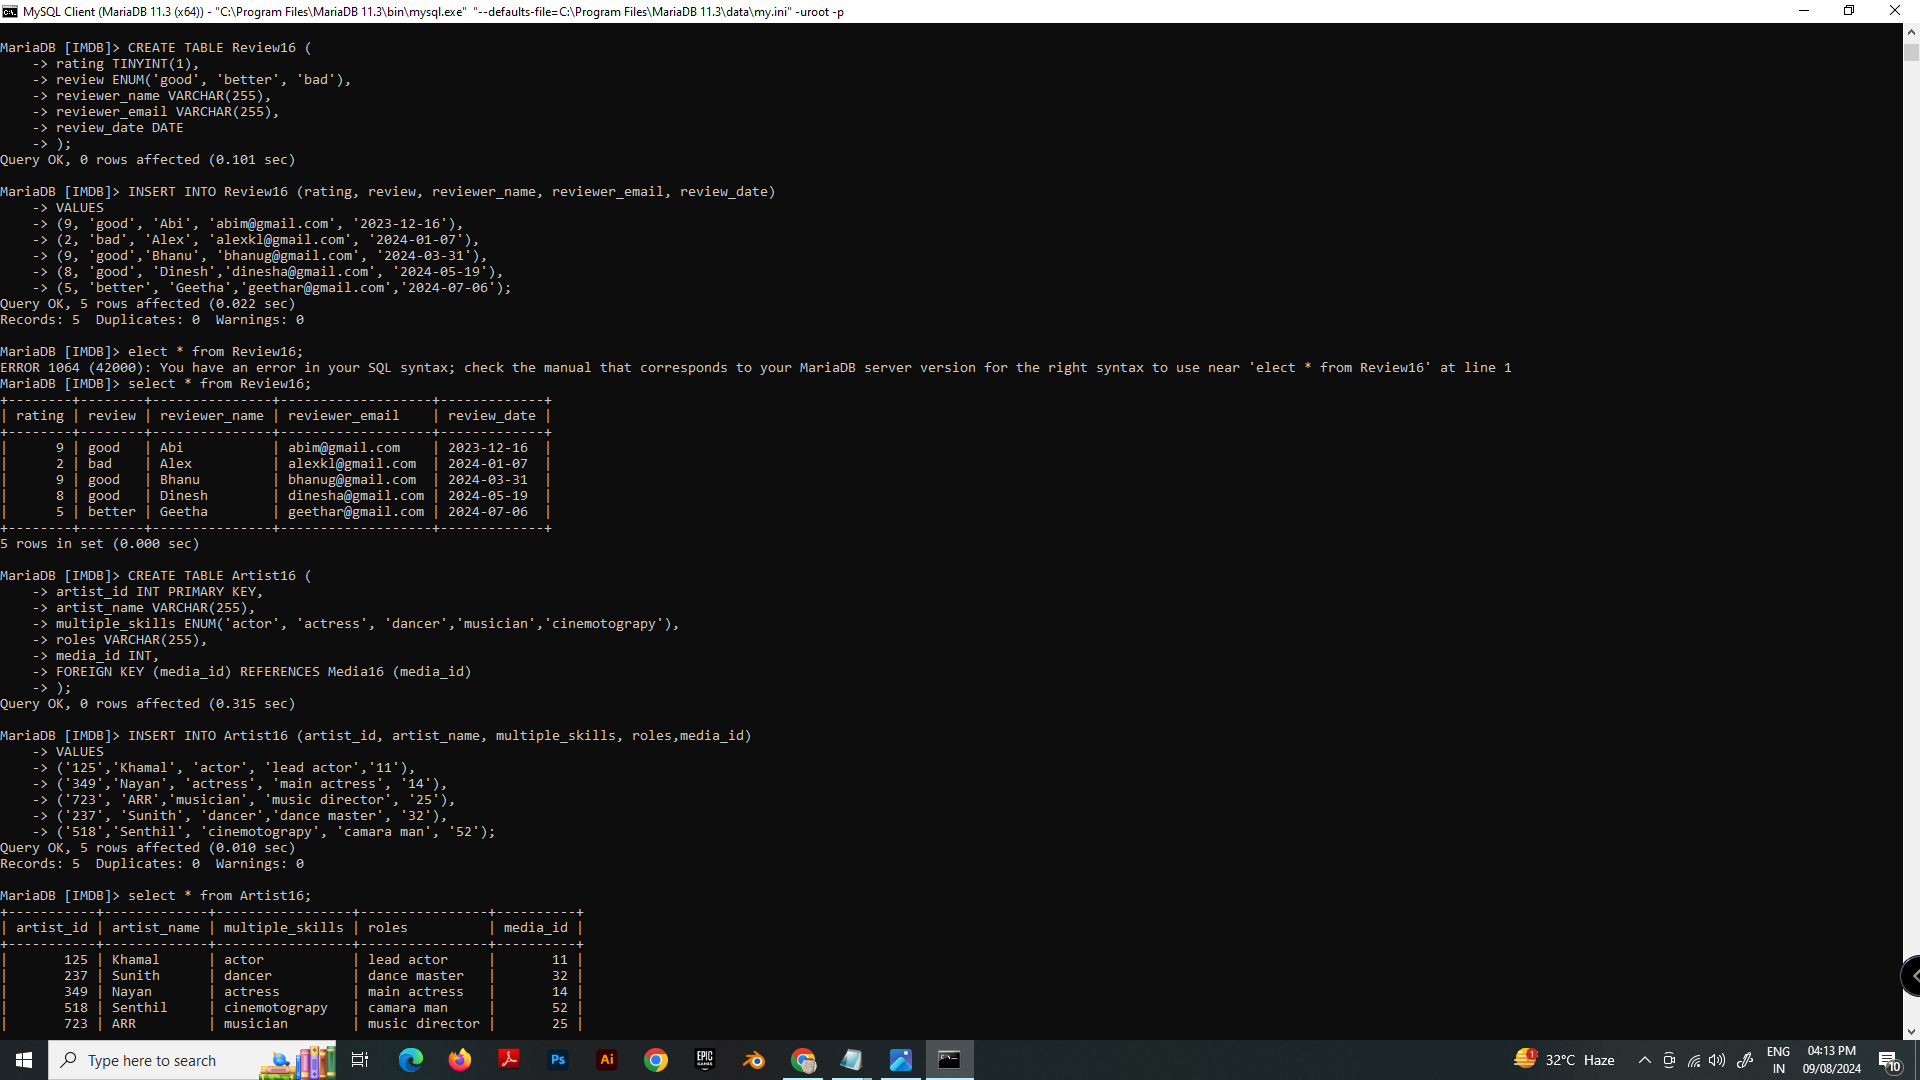 MySQL Client (MariaDB 11.3 (x64)) - "C:\Program Files\MariaDB 11.3\bin\mysql.exe"  "--defaults-file=C:\Program Files\MariaDB 11.3\data\my.ini" -uroot -p
MariaDB [IMDB]> CREATE TABLE Review16 (
    -> rating TINYINT(1),
    -> review ENUM('good', 'better', 'bad'),
    -> reviewer_name VARCHAR(255),
    -> reviewer_email VARCHAR(255),
    -> review_date DATE
    -> );
Query OK, 0 rows affected (0.101 sec)
MariaDB [IMDB]> INSERT INTO Review16 (rating, review, reviewer_name, reviewer_email, review_date)
    -> VALUES
    -> (9, 'good', 'Abi', 'abim@gmail.com', '2023-12-16'),
    -> (2, 'bad', 'Alex', 'alexkl@gmail.com', '2024-01-07'),
    -> (9, 'good','Bhanu', 'bhanug@gmail.com', '2024-03-31'),
    -> (8, 'good', 'Dinesh','dinesha@gmail.com', '2024-05-19'),
    -> (5, 'better', 'Geetha','geethar@gmail.com','2024-07-06');
Query OK, 5 rows affected (0.022 sec)
Records: 5  Duplicates: 0  Warnings: 0
MariaDB [IMDB]> elect * from Review16;
ERROR 1064 (42000): You have an error in your SQL syntax; check the manual that corresponds to your MariaDB server version for the right syntax to use near 'elect * from Review16' at line 1
MariaDB [IMDB]> select * from Review16;
+--------+--------+---------------+-------------------+-------------+
| rating | review | reviewer_name | reviewer_email    | review_date |
+--------+--------+---------------+-------------------+-------------+
|      9 | good   | Abi           | abim@gmail.com    | 2023-12-16  |
|      2 | bad    | Alex          | alexkl@gmail.com  | 2024-01-07  |
|      9 | good   | Bhanu         | bhanug@gmail.com  | 2024-03-31  |
|      8 | good   | Dinesh        | dinesha@gmail.com | 2024-05-19  |
|      5 | better | Geetha        | geethar@gmail.com | 2024-07-06  |
+--------+--------+---------------+-------------------+-------------+
5 rows in set (0.000 sec)
MariaDB [IMDB]> CREATE TABLE Artist16 (
    -> artist_id INT PRIMARY KEY,
    -> artist_name VARCHAR(255),
    -> multiple_skills ENUM('actor', 'actress', 'dancer','musician','cinemotograpy'),
    -> roles VARCHAR(255),
    -> media_id INT,
    -> FOREIGN KEY (media_id) REFERENCES Media16 (media_id)
    -> );
Query OK, 0 rows affected (0.315 sec)
MariaDB [IMDB]> INSERT INTO Artist16 (artist_id, artist_name, multiple_skills, roles,media_id)
    -> VALUES
    -> ('125','Khamal', 'actor', 'lead actor','11'),
    -> ('349','Nayan', 'actress', 'main actress', '14'),
    -> ('723', 'ARR','musician', 'music director', '25'),
    -> ('237', 'Sunith', 'dancer','dance master', '32'),
    -> ('518','Senthil', 'cinemotograpy', 'camara man', '52');
Query OK, 5 rows affected (0.010 sec)
Records: 5  Duplicates: 0  Warnings: 0
MariaDB [IMDB]> select * from Artist16;
+-----------+-------------+-----------------+----------------+----------+
| artist_id | artist_name | multiple_skills | roles          | media_id |
+-----------+-------------+-----------------+----------------+----------+
|       125 | Khamal      | actor           | lead actor     |       11 |
|       237 | Sunith      | dancer          | dance master   |       32 |
|       349 | Nayan       | actress         | main actress   |       14 |
|       518 | Senthil     | cinemotograpy   | camara man     |       52 |
|       723 | ARR         | musician        | music director |       25 |
Type here to search
Ps
Ai
EPIC GAMES
1
32°C Haze
ENG
IN
04:13 PM
09/08/2024
10